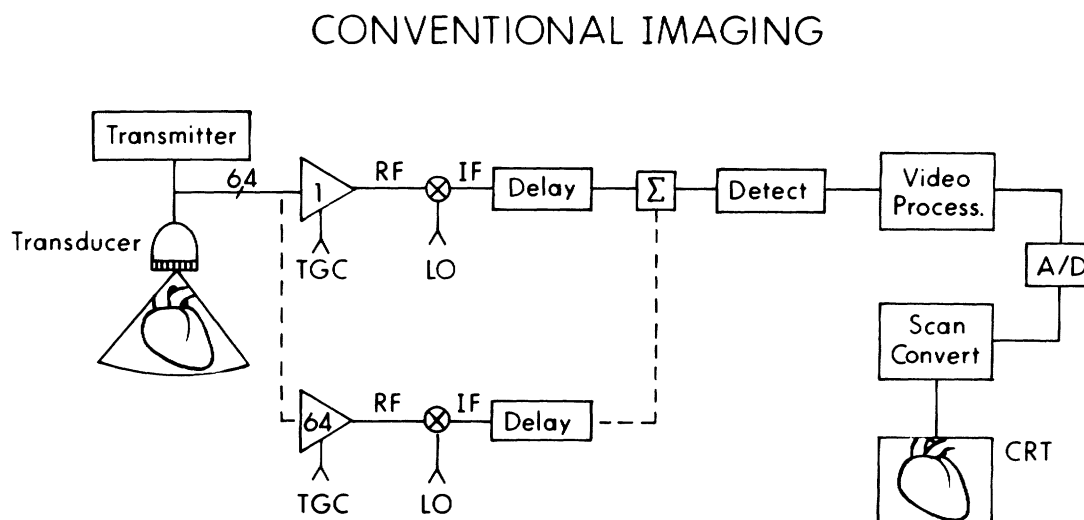 CONVENTIONAL IMAGING
Transmitter
64
1
RF
IF
Delay
Σ
Detect
Video
Process.
Transducer
TGC
LO
A/D
Scan
Convert
64
RF
IF
Delay
TGC
LO
CRT